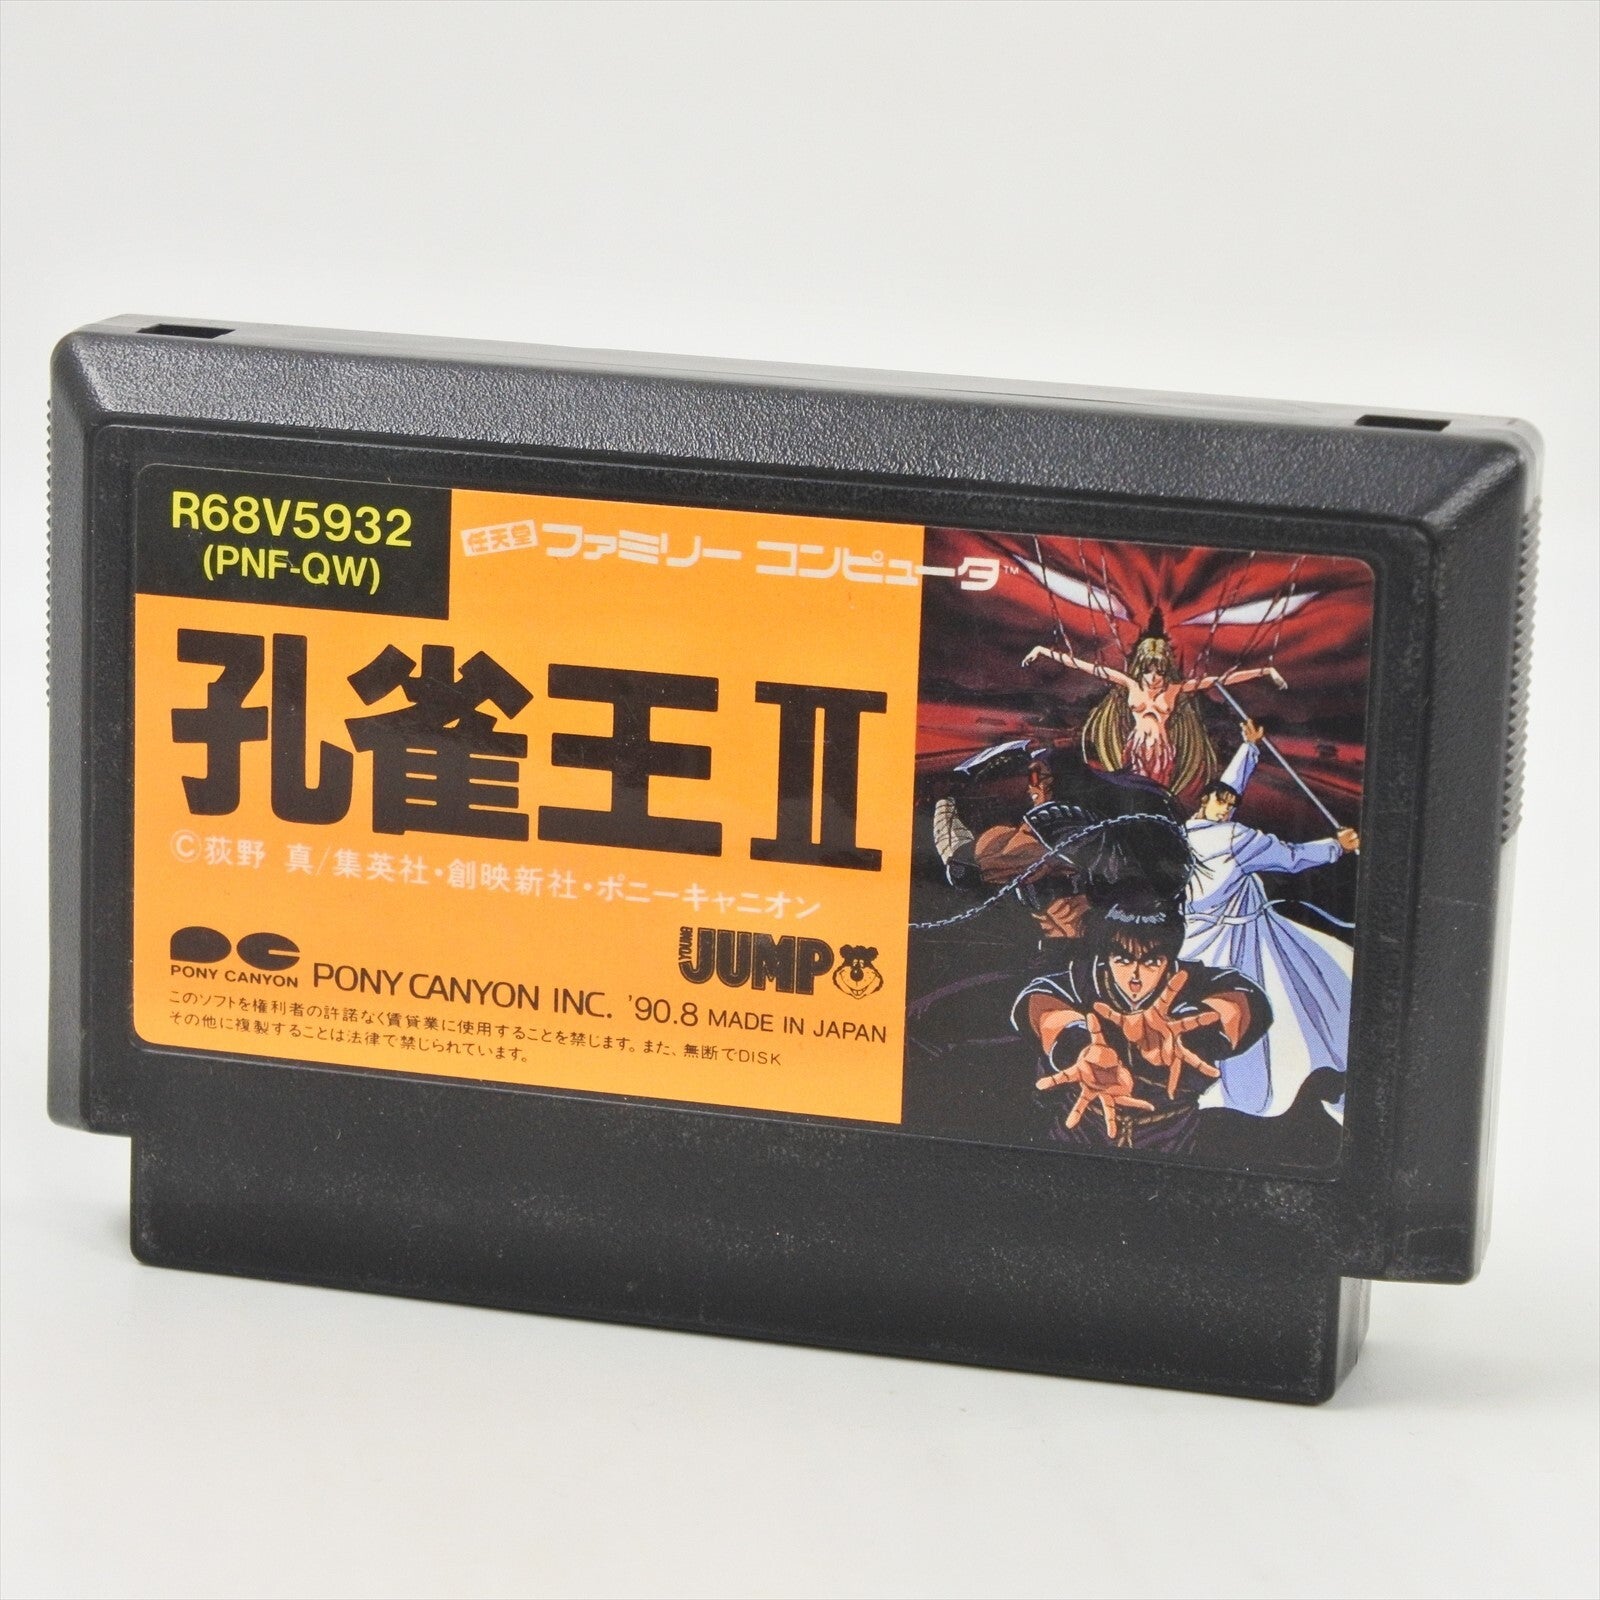 R68V5932
(PNF-QW)
任天堂 ファミリー コンピュータ™
孔雀王II
©荻野 真/集英社・創映新社・ポニーキャニオン
PONY CANYON
PONY CANYON INC. '90.8 MADE IN JAPAN
YOUNG JUMP
このソフトを権利者の許諾なく賃貸業に使用することを禁じます。また、無断でDISK
その他に複製することは法律で禁じられています。